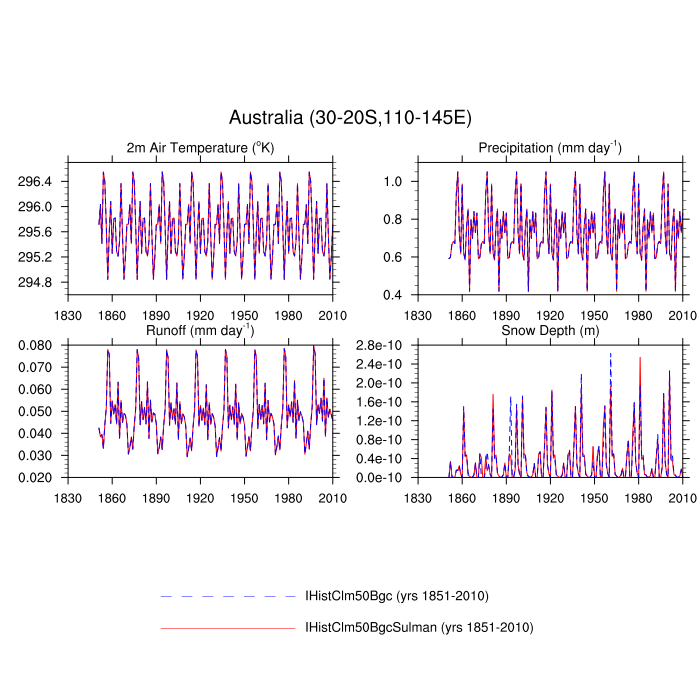 Australia (30-20S,110-145E)
2m Air Temperature (°K)
296.4
296.0
295.6
295.2
294.8
1830 1860 1890 1920 1950 1980 2010
Precipitation (mm day⁻¹)
1.0
0.8
0.6
0.4
1830 1860 1890 1920 1950 1980 2010
Runoff (mm day⁻¹)
0.080
0.070
0.060
0.050
0.040
0.030
0.020
1830 1860 1890 1920 1950 1980 2010
Snow Depth (m)
2.8e-10
2.4e-10
2.0e-10
1.6e-10
1.2e-10
0.8e-10
0.4e-10
0.0e-10
1830 1860 1890 1920 1950 1980 2010
IHistClm50Bgc (yrs 1851-2010)
IHistClm50BgcSulman (yrs 1851-2010)